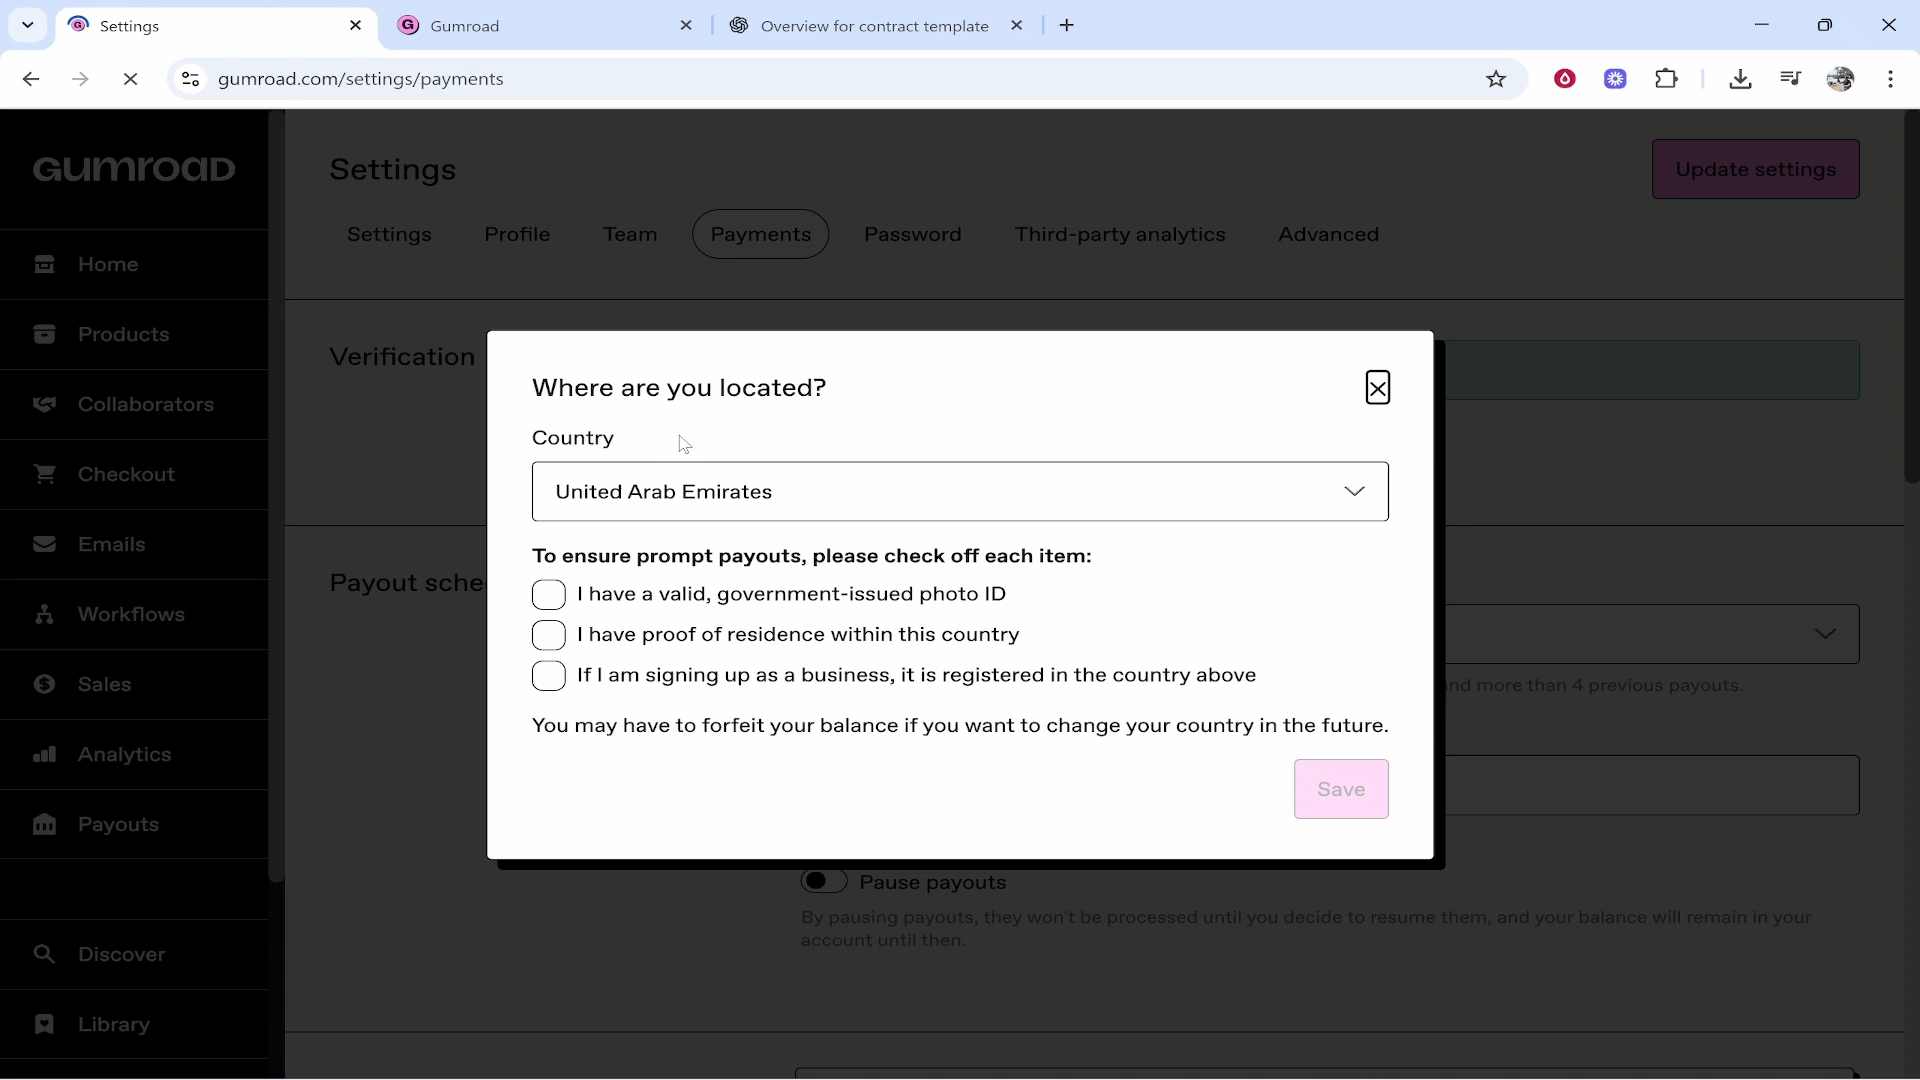 Settings
Gumroad
Overview for contract template
gumroad.com/settings/payments
GUMROAD
Home
Products
Collaborators
Checkout
Emails
Workflows
Sales
Analytics
Payouts
Discover
Library
Settings
Update settings
Settings
Profile
Team
Payments
Password
Third-party analytics
Advanced
Verification
Payout sche
Where are you located?
Country
United Arab Emirates
To ensure prompt payouts, please check off each item:
I have a valid, government-issued photo ID
I have proof of residence within this country
If I am signing up as a business, it is registered in the country above
You may have to forfeit your balance if you want to change your country in the future.
Save
nd more than 4 previous payouts.
Pause payouts
By pausing payouts, they won't be processed until you decide to resume them, and your balance will remain in your
account until then.